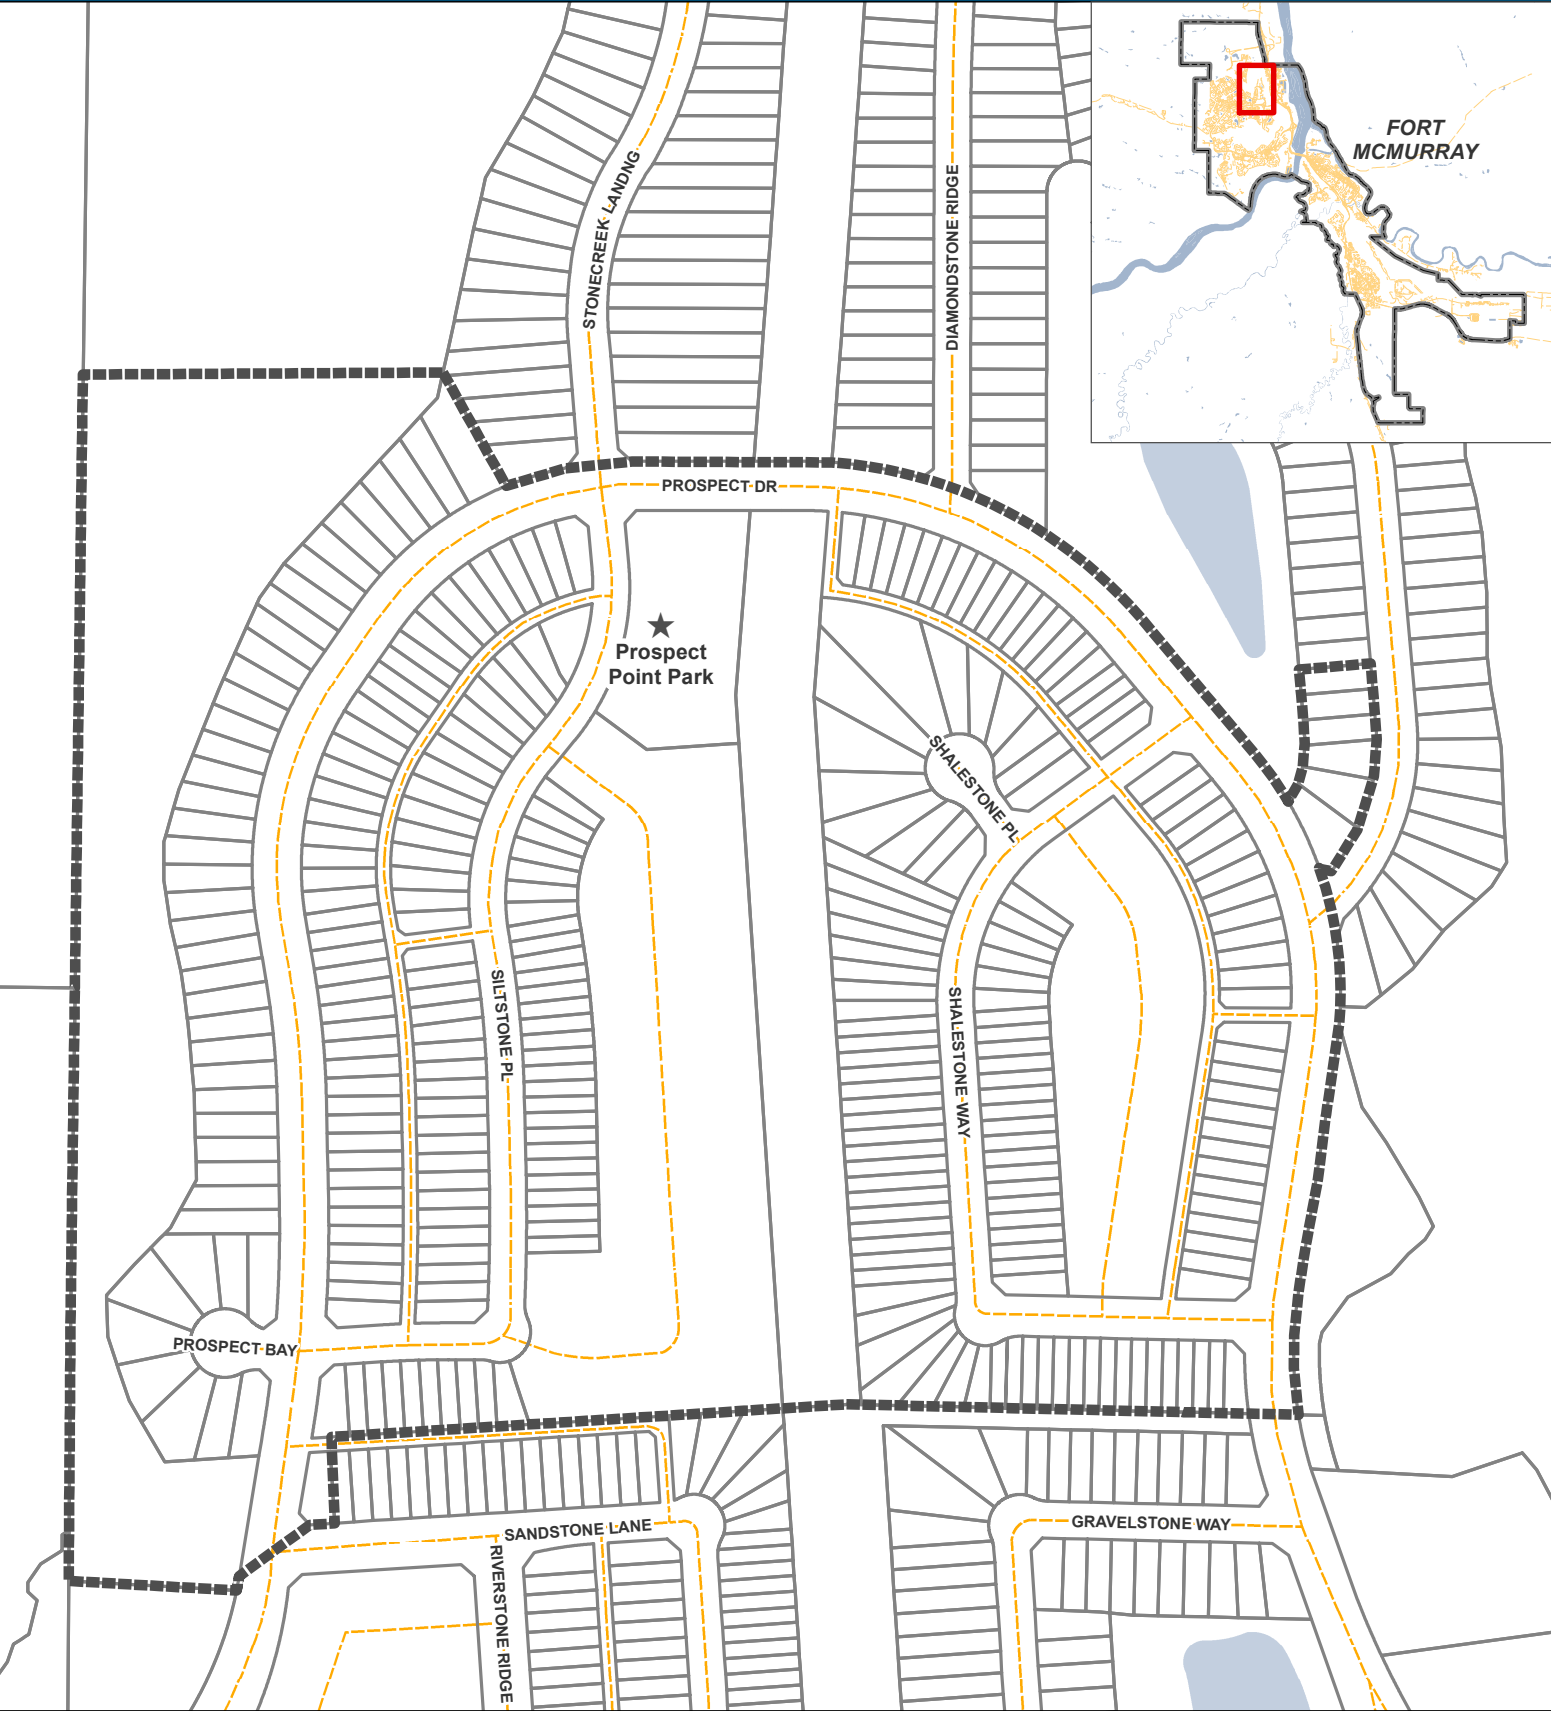 FORT
MCMURRAY
STONECREEK LANDNG
DIAMONDSTONE RIDGE
PROSPECT DR
Prospect
Point Park
SHALESTONE PL
SILTSTONE PL
SHALESTONE WAY
PROSPECT BAY
SANDSTONE LANE
GRAVELSTONE WAY
RIVERSTONE RIDGE